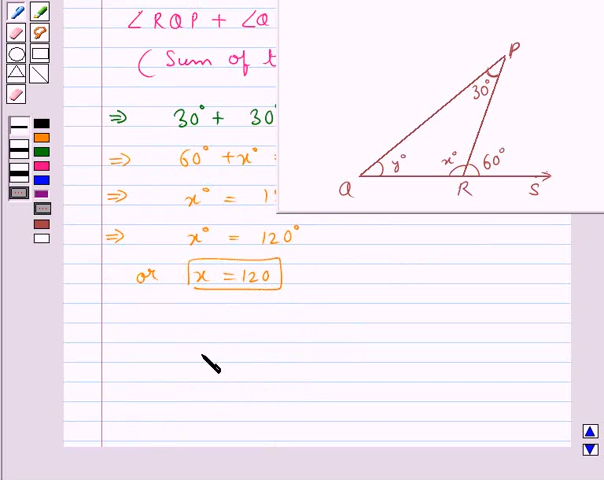 ∠RQP + ∠Q
(Sum of t
⇒ 30° + 30°
⇒ 60° + x° =
⇒ x° = 1
⇒ x° = 120°
or x = 120
P
30°
y°
x°
60°
Q
R
S